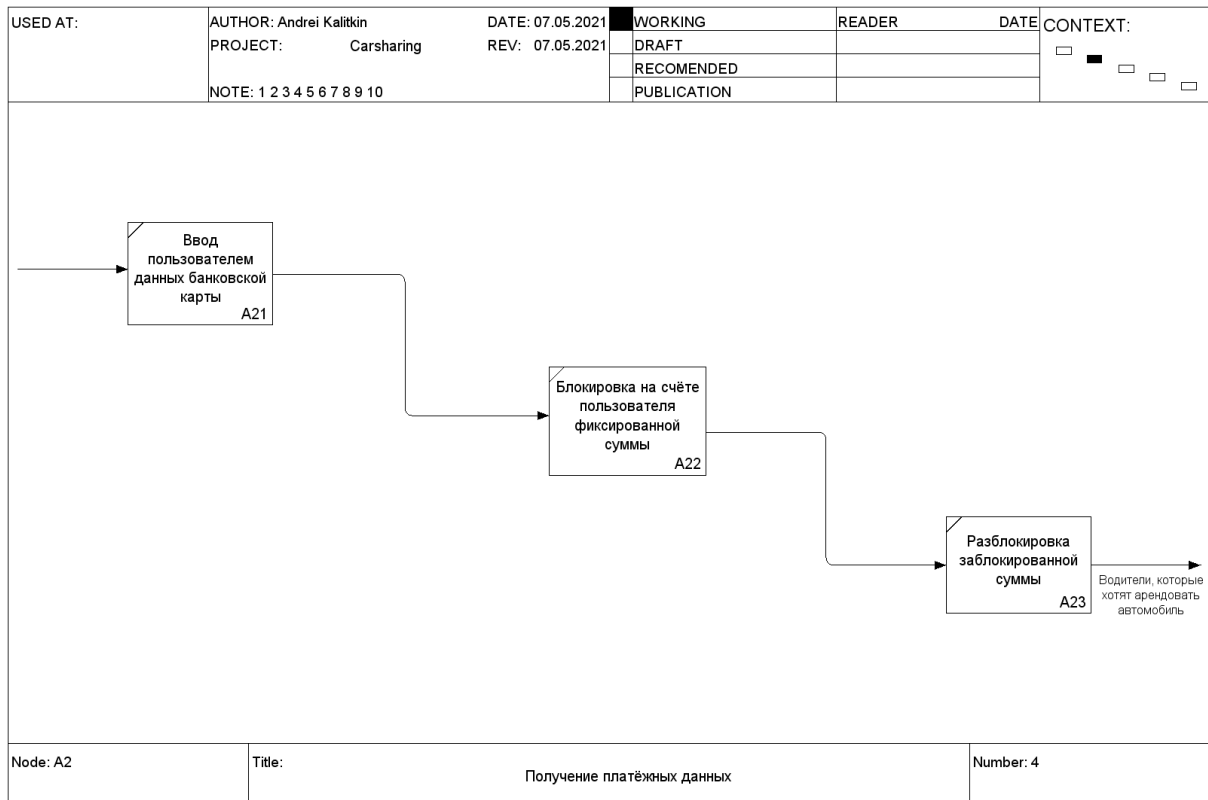 USED AT:
AUTHOR: Andrei Kalitkin
DATE: 07.05.2021
PROJECT: Carsharing
REV: 07.05.2021
NOTE: 1 2 3 4 5 6 7 8 9 10
WORKING
DRAFT
RECOMENDED
PUBLICATION
READER
DATE
CONTEXT:
Ввод
пользователем
данных банковской
карты
A21
Блокировка на счёте
пользователя
фиксированной
суммы
A22
Разблокировка
заблокированной
суммы
A23
Водители, которые
хотят арендовать
автомобиль
Node: A2
Title:
Получение платёжных данных
Number: 4